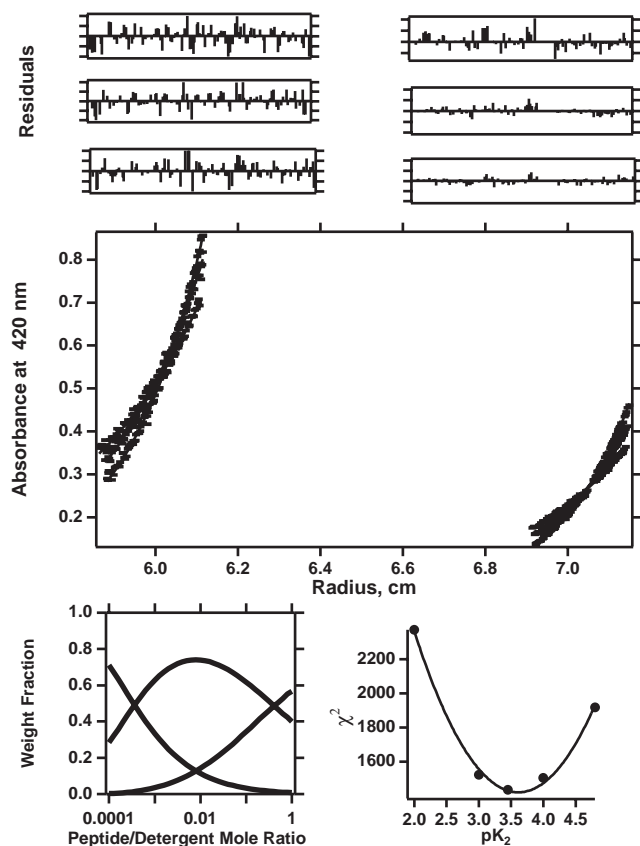 Residuals
Absorbance at 420 nm
0.8
0.7
0.6
0.5
0.4
0.3
0.2
6.0 6.2 6.4 6.6 6.8 7.0
Radius, cm
Weight Fraction
1.0
0.8
0.6
0.4
0.2
0.0
0.0001 0.01 1
Peptide/Detergent Mole Ratio
χ²
2200
2000
1800
1600
2.0 3.0 3.5 4.0 4.5
pK₂